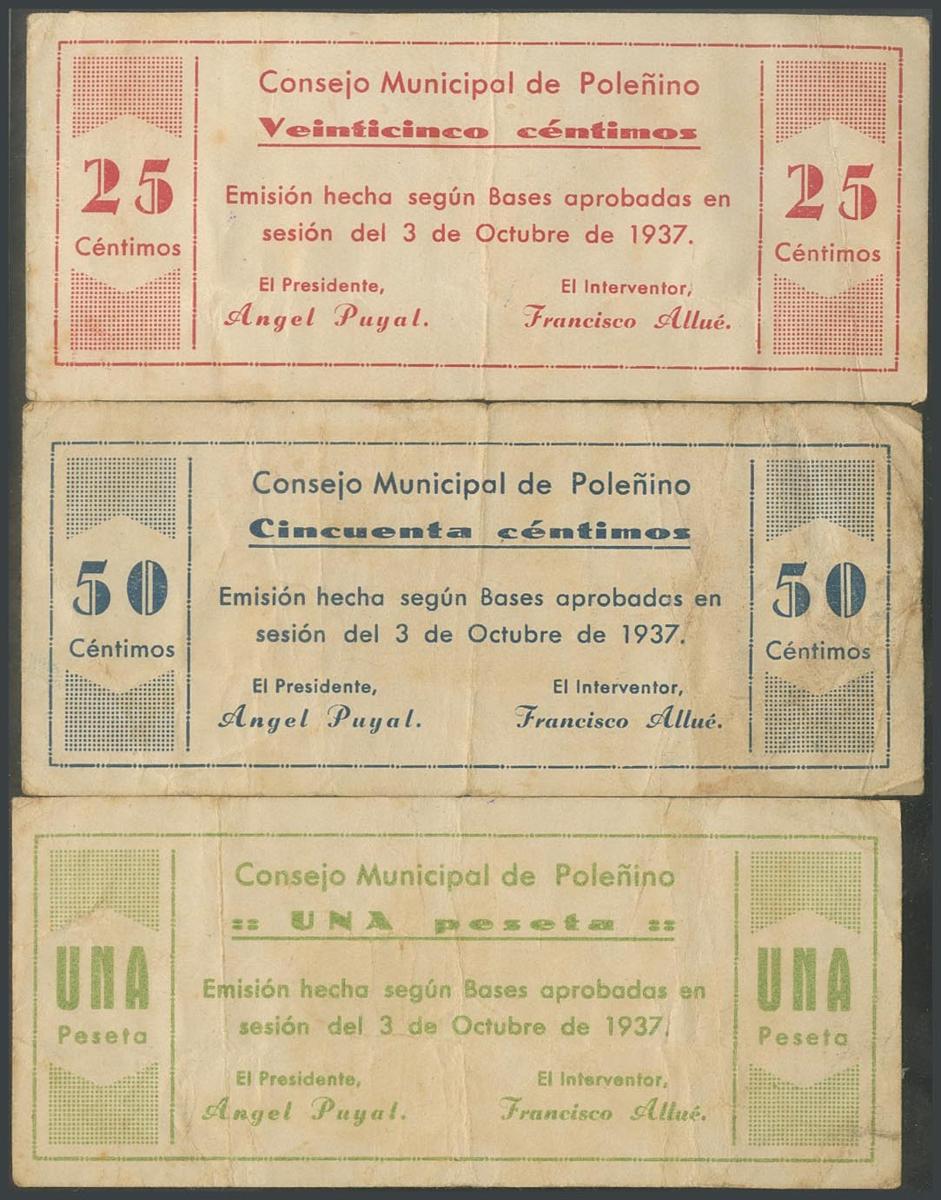 Consejo Municipal de Poleñino
Veinticinco céntimos
25
Céntimos
Emisión hecha según Bases aprobadas en
sesión del 3 de Octubre de 1937.
El Presidente,
Angel Puyal.
El Interventor,
Francisco Allué.
25
Céntimos
Consejo Municipal de Poleñino
Cincuenta céntimos
50
Céntimos
Emisión hecha según Bases aprobadas en
sesión del 3 de Octubre de 1937.
El Presidente,
Angel Puyal.
El Interventor,
Francisco Allué.
50
Céntimos
Consejo Municipal de Poleñino
:: UNA peseta ::
UNA
Peseta
Emisión hecha según Bases aprobadas en
sesión del 3 de Octubre de 1937.
El Presidente,
Angel Puyal.
El Interventor,
Francisco Allué.
UNA
Peseta